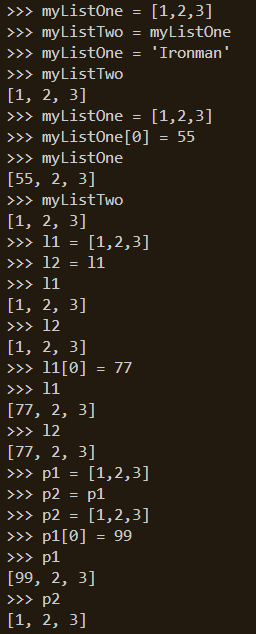 >>> myListOne = [1,2,3]
>>> myListTwo = myListOne
>>> myListOne = 'Ironman'
>>> myListTwo
[1, 2, 3]
>>> myListOne = [1,2,3]
>>> myListOne[0] = 55
>>> myListOne
[55, 2, 3]
>>> myListTwo
[1, 2, 3]
>>> l1 = [1,2,3]
>>> l2 = l1
>>> l1
[1, 2, 3]
>>> l2
[1, 2, 3]
>>> l1[0] = 77
>>> l1
[77, 2, 3]
>>> l2
[77, 2, 3]
>>> p1 = [1,2,3]
>>> p2 = p1
>>> p2 = [1,2,3]
>>> p1[0] = 99
>>> p1
[99, 2, 3]
>>> p2
[1, 2, 3]